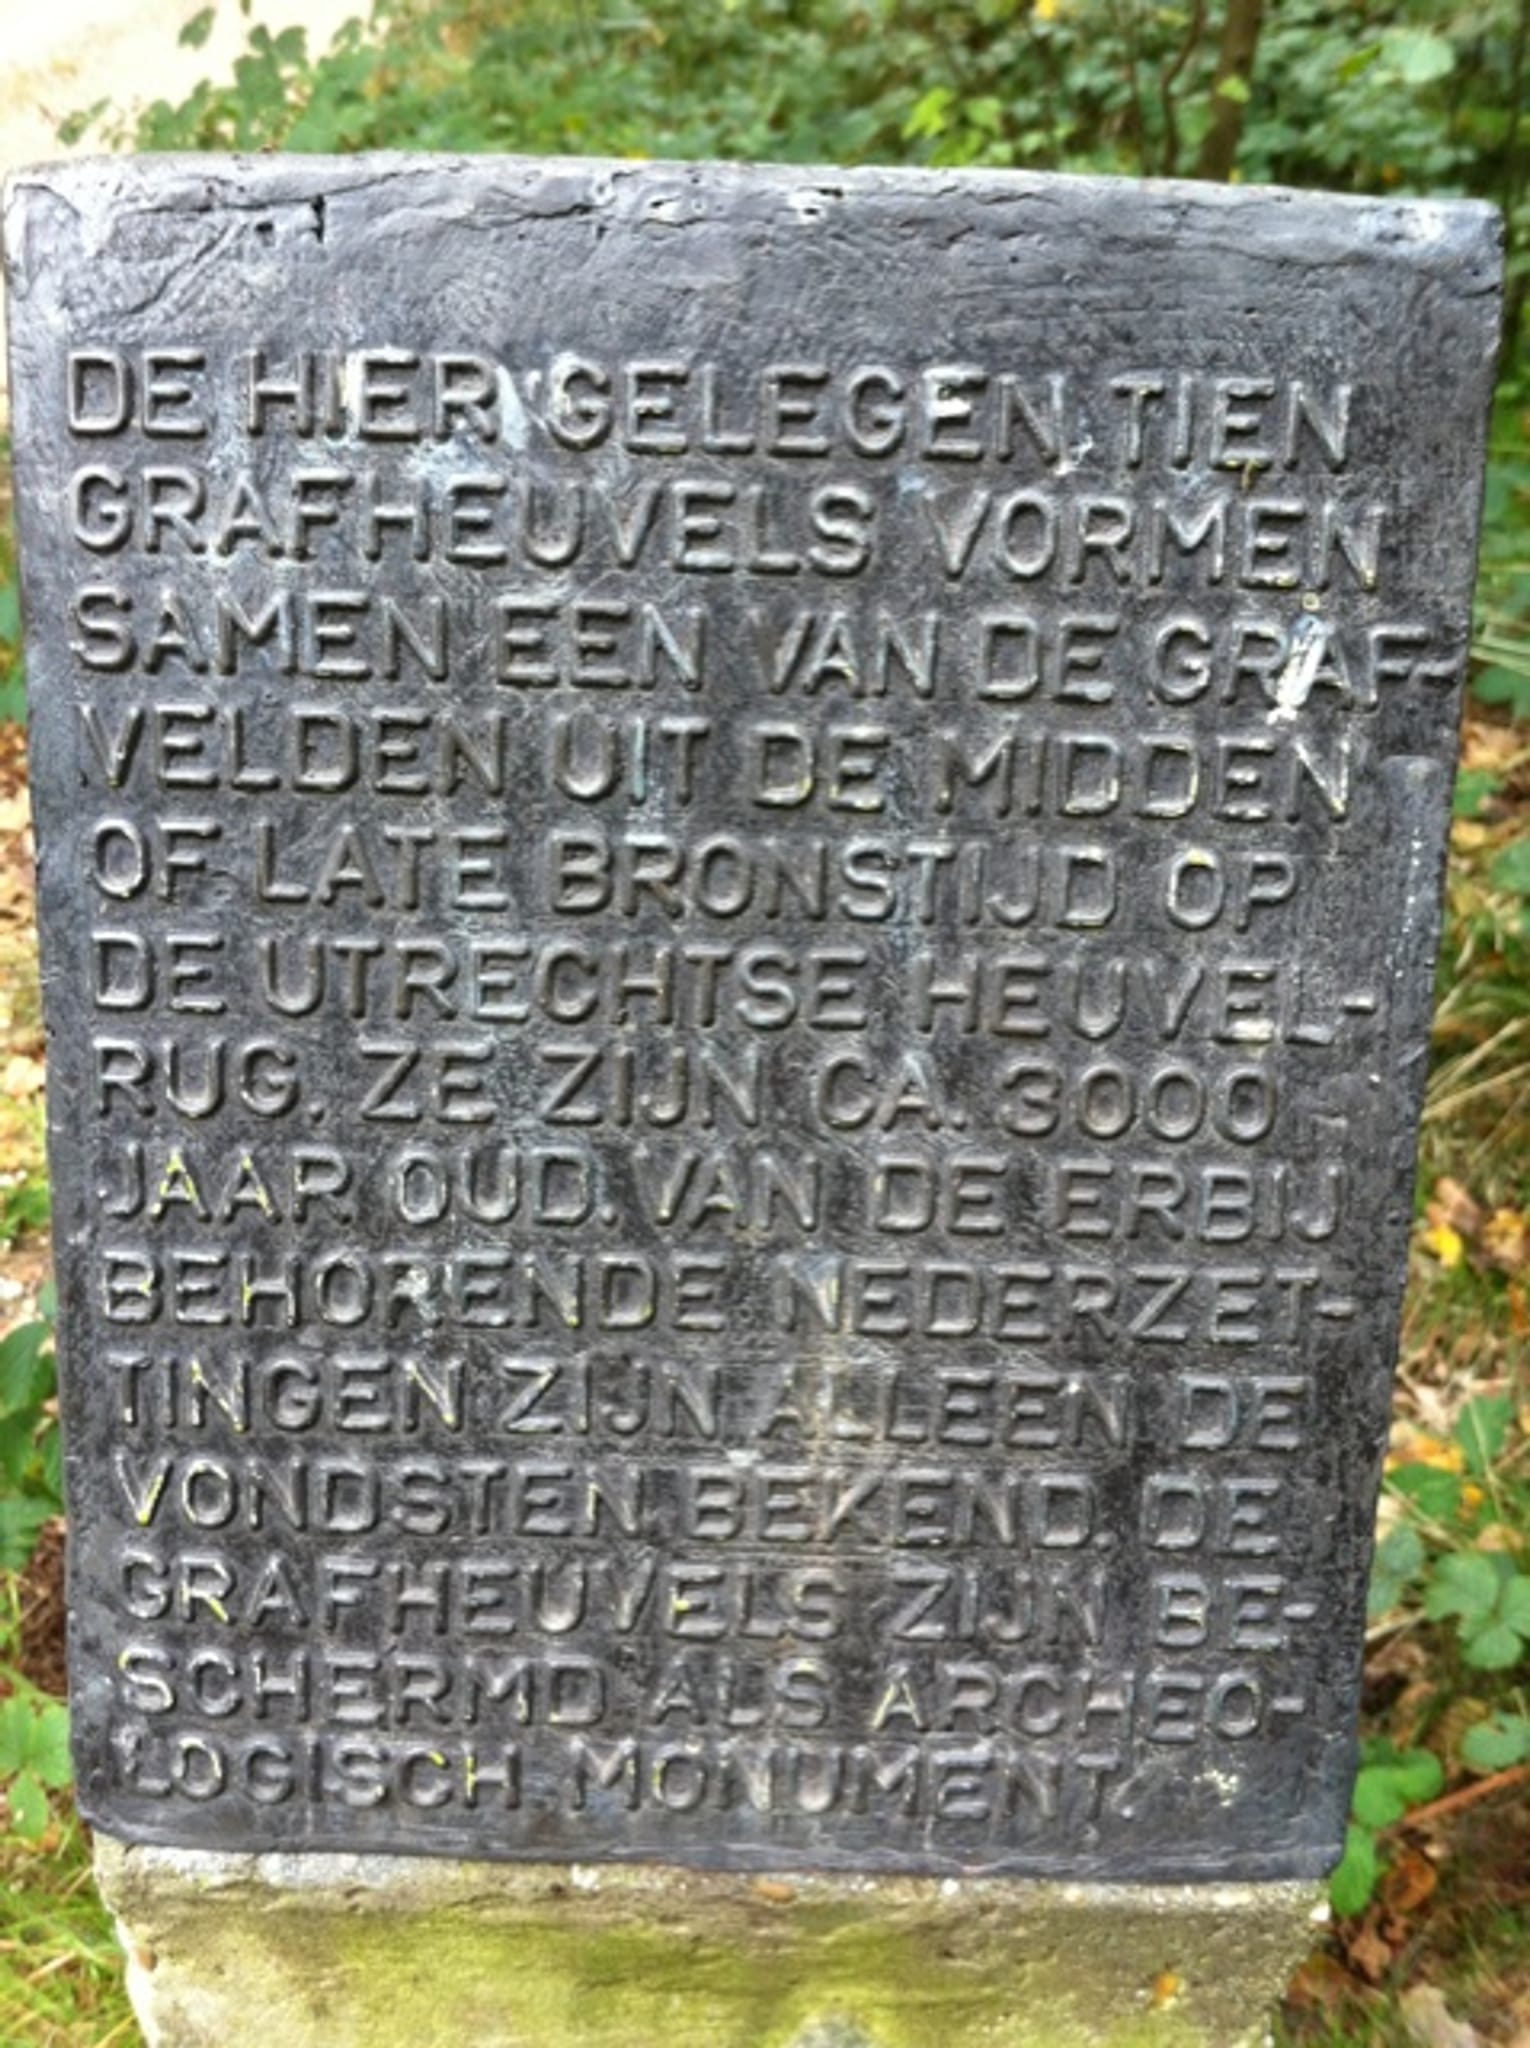 DE HIER GELEGEN TIEN
GRAFHEUVELS VORMEN
SAMEN EEN VAN DE GRAF-
VELDEN UIT DE MIDDEN
OF LATE BRONSTIJD OP
DE UTRECHTSE HEUVEL-
RUG. ZE ZIJN CA. 3000
JAAR OUD. VAN DE ERBIJ
BEHORENDE NEDERZET-
TINGEN ZIJN ALLEEN DE
VONDSTEN BEKEND. DE
GRAFHEUVELS ZIJN BE-
SCHERMD ALS ARCHEO-
LOGISCH MONUMENT.